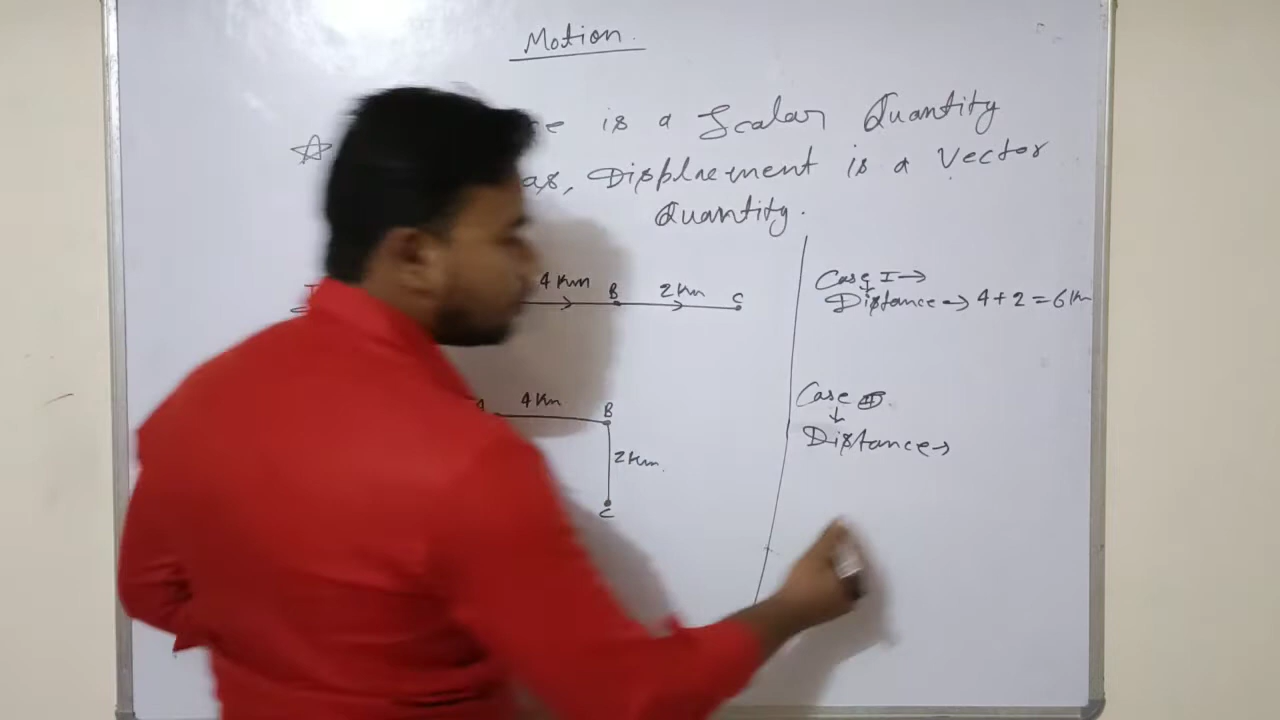 Motion.
is a Scalar Quantity
as, Displacement is a Vector
Quantity.
4 Km B 2 Km C
Case I →
Distance → 4 + 2 = 6 Km
A 4 Km B
2 Km.
C
Case II.
Distance →